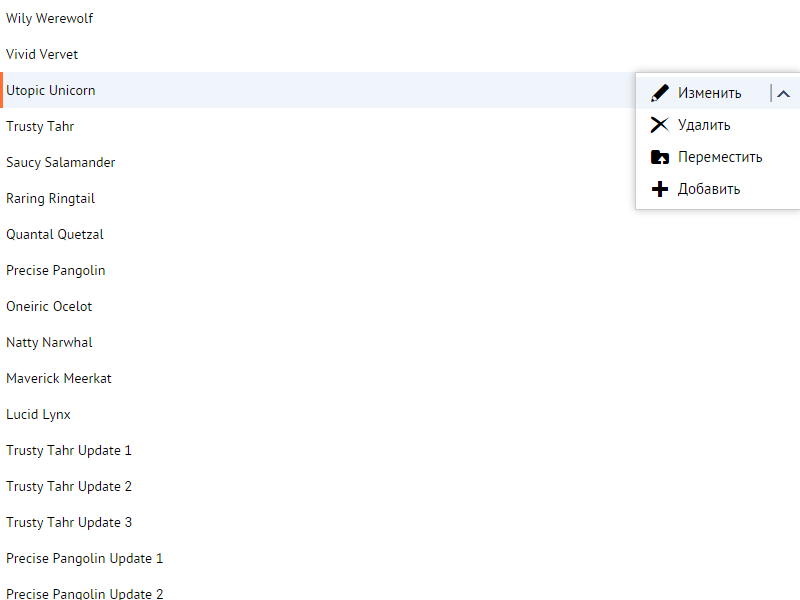 Wily Werewolf
Vivid Vervet
Utopic Unicorn
Изменить
Trusty Tahr
Удалить
Saucy Salamander
Переместить
Raring Ringtail
Добавить
Quantal Quetzal
Precise Pangolin
Oneiric Ocelot
Natty Narwhal
Maverick Meerkat
Lucid Lynx
Trusty Tahr Update 1
Trusty Tahr Update 2
Trusty Tahr Update 3
Precise Pangolin Update 1
Precise Pangolin Update 2